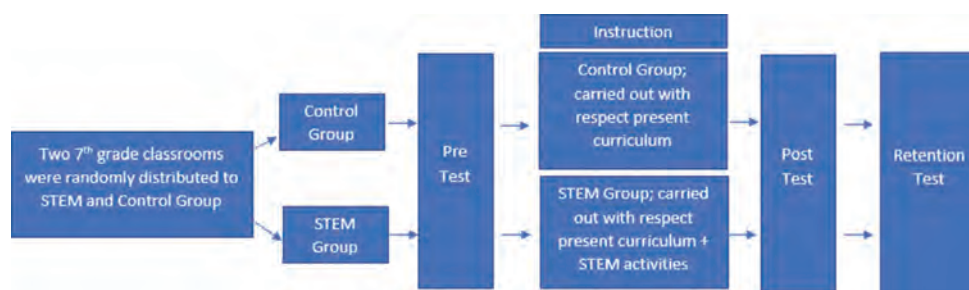 Two 7th grade classrooms
were randomly distributed to
STEM and Control Group
Control
Group
STEM
Group
Pre
Test
Instruction
Control Group;
carried out with
respect present
curriculum
STEM Group; carried
out with respect
present curriculum +
STEM activities
Post
Test
Retention
Test